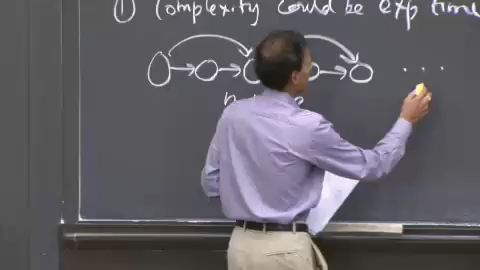 ① Complexity could be exp time
. . .